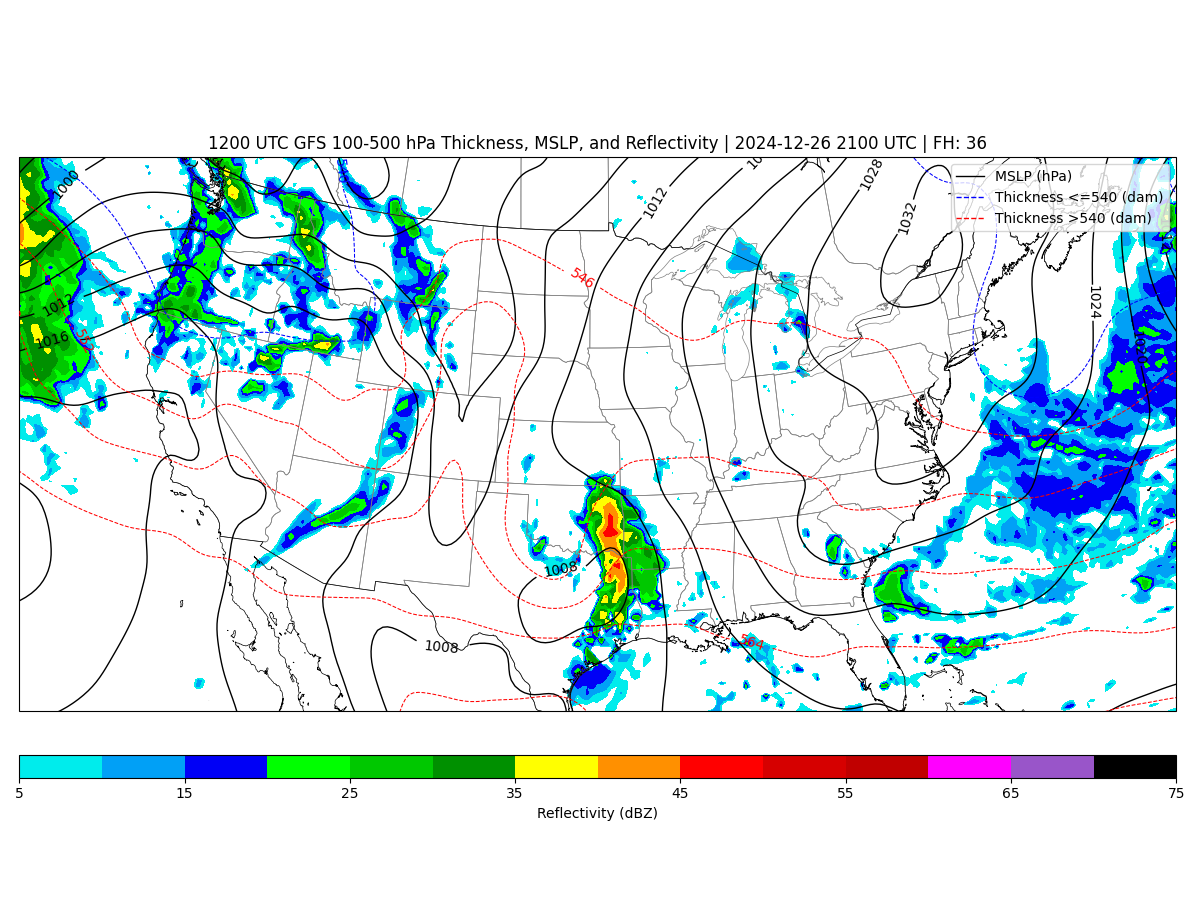 1200 UTC GFS 100-500 hPa Thickness, MSLP, and Reflectivity | 2024-12-26 2100 UTC | FH: 36
MSLP (hPa)
Thickness <=540 (dam)
Thickness >540 (dam)
1000
1028
1012
1032
546
1012
1024
1016
1008
1008
5 15 25 35 45 55 65 75
Reflectivity (dBZ)